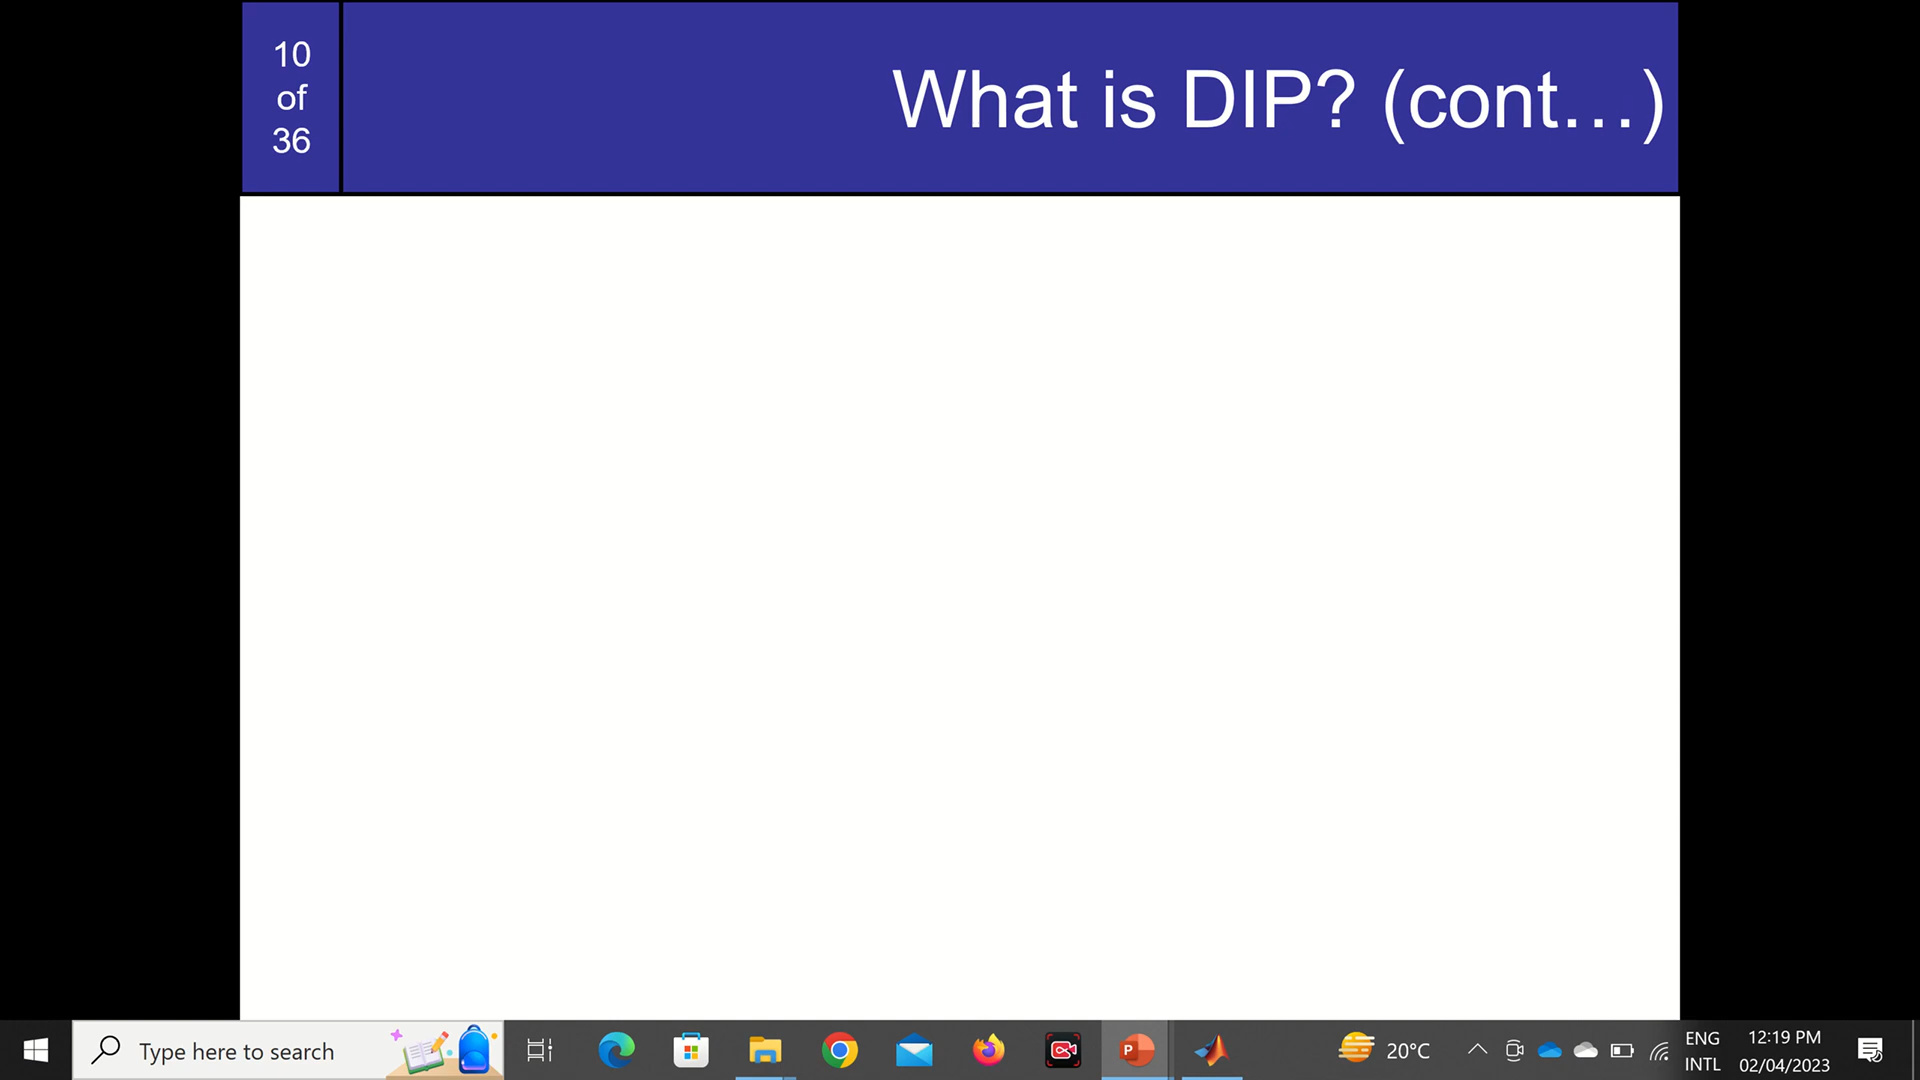 10
of
36
What is DIP? (cont…)
Type here to search
P
20°C
ENG
INTL
12:19 PM
02/04/2023